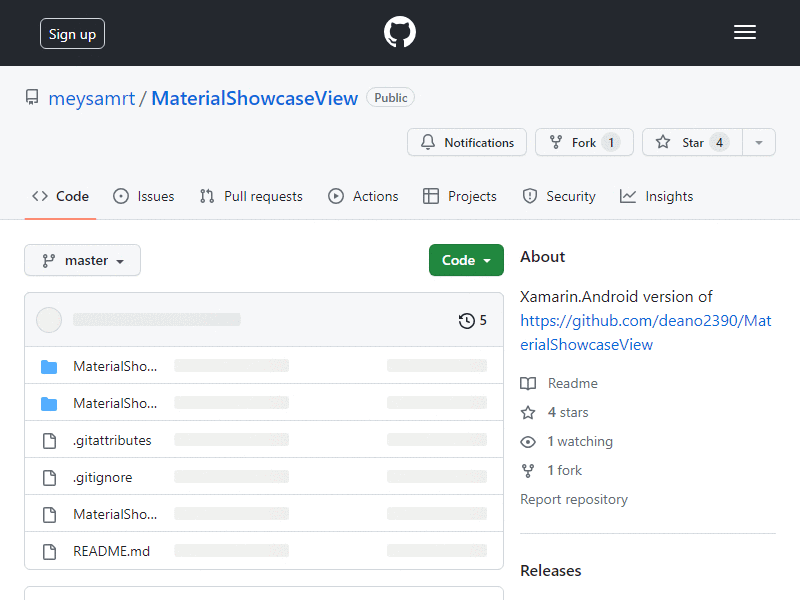 Sign up
meysamrt / MaterialShowcaseView Public
Notifications Fork 1 Star 4
Code Issues Pull requests Actions Projects Security Insights
master Code
5
MaterialSho...
MaterialSho...
.gitattributes
.gitignore
MaterialSho...
README.md
About
Xamarin.Android version of
https://github.com/deano2390/Mat
erialShowcaseView
Readme
4 stars
1 watching
1 fork
Report repository
Releases